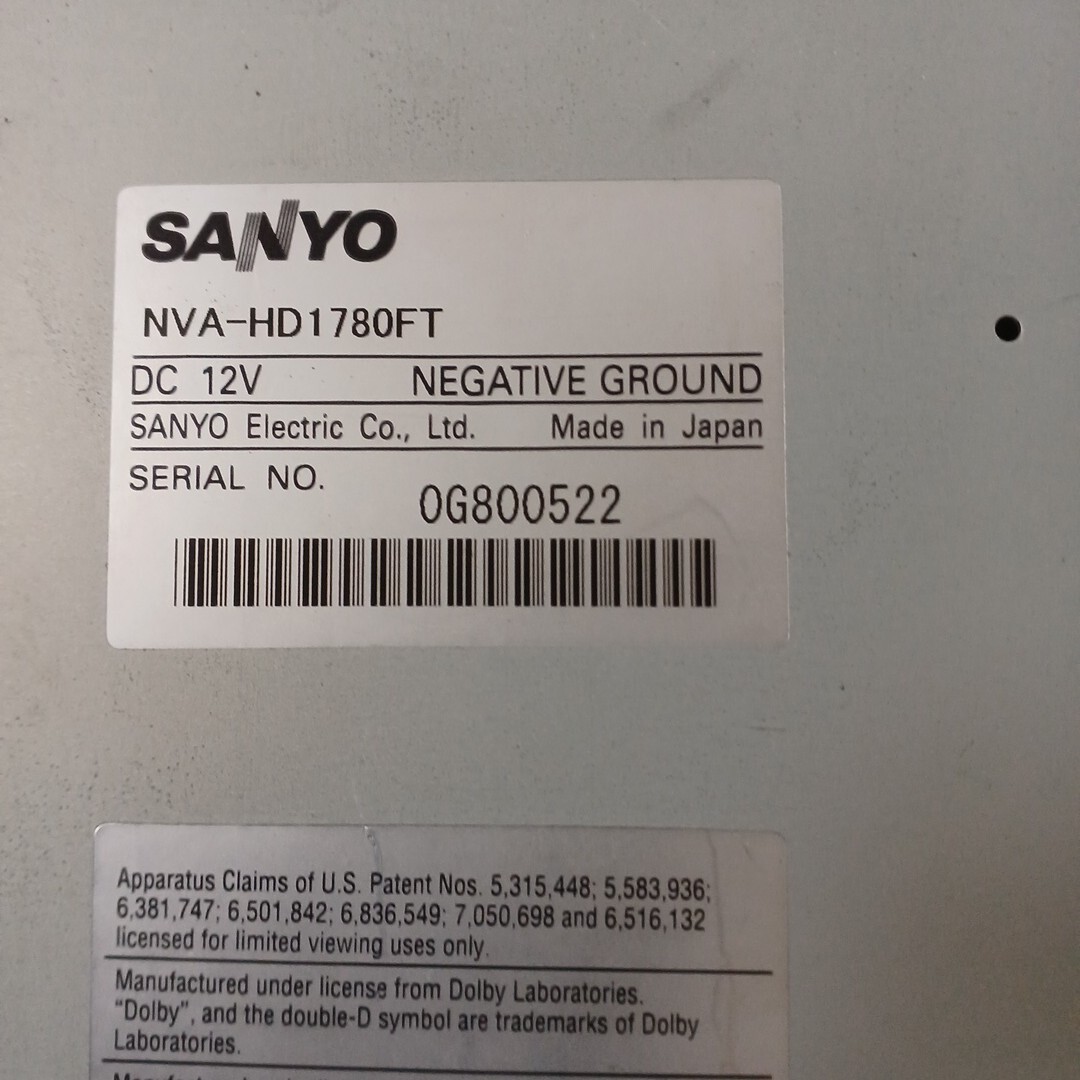 SANYO
NVA-HD1780FT
DC 12V NEGATIVE GROUND
SANYO Electric Co., Ltd. Made in Japan
SERIAL NO.
0G800522
Apparatus Claims of U.S. Patent Nos. 5,315,448; 5,583,936;
6,381,747; 6,501,842; 6,836,549; 7,050,698 and 6,516,132
licensed for limited viewing uses only.
Manufactured under license from Dolby Laboratories.
“Dolby”, and the double-D symbol are trademarks of Dolby
Laboratories.